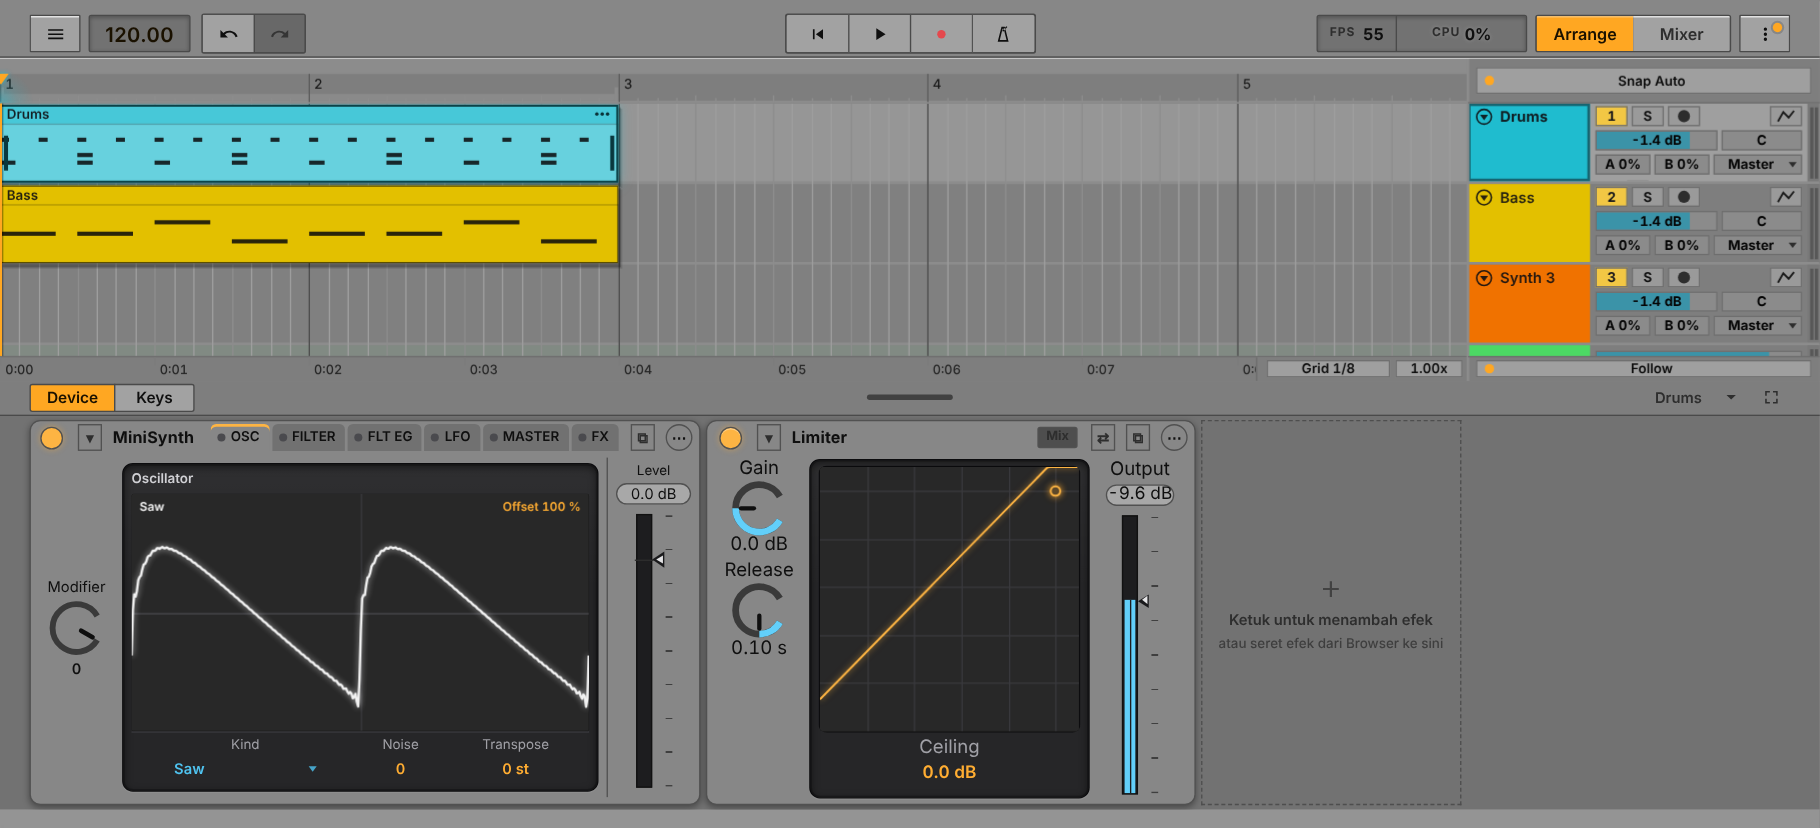 120.00
FPS 55
CPU 0%
Arrange
Mixer
1
2
3
4
5
Snap Auto
Drums
Bass
Drums
1
S
-1.4 dB
C
A 0%
B 0%
Master
Bass
2
S
-1.4 dB
C
A 0%
B 0%
Master
Synth 3
3
S
-1.4 dB
C
A 0%
B 0%
Master
0:00
0:01
0:02
0:03
0:04
0:05
0:06
0:07
Grid 1/8
1.00x
Follow
Device
Keys
Drums
MiniSynth
OSC
FILTER
FLT EG
LFO
MASTER
FX
Modifier
0
Oscillator
Saw
Offset 100 %
Kind
Noise
Transpose
Saw
0
0 st
Level
0.0 dB
Limiter
Mix
Gain
0.0 dB
Release
0.10 s
Ceiling
0.0 dB
Output
-9.6 dB
Ketuk untuk menambah efek
atau seret efek dari Browser ke sini